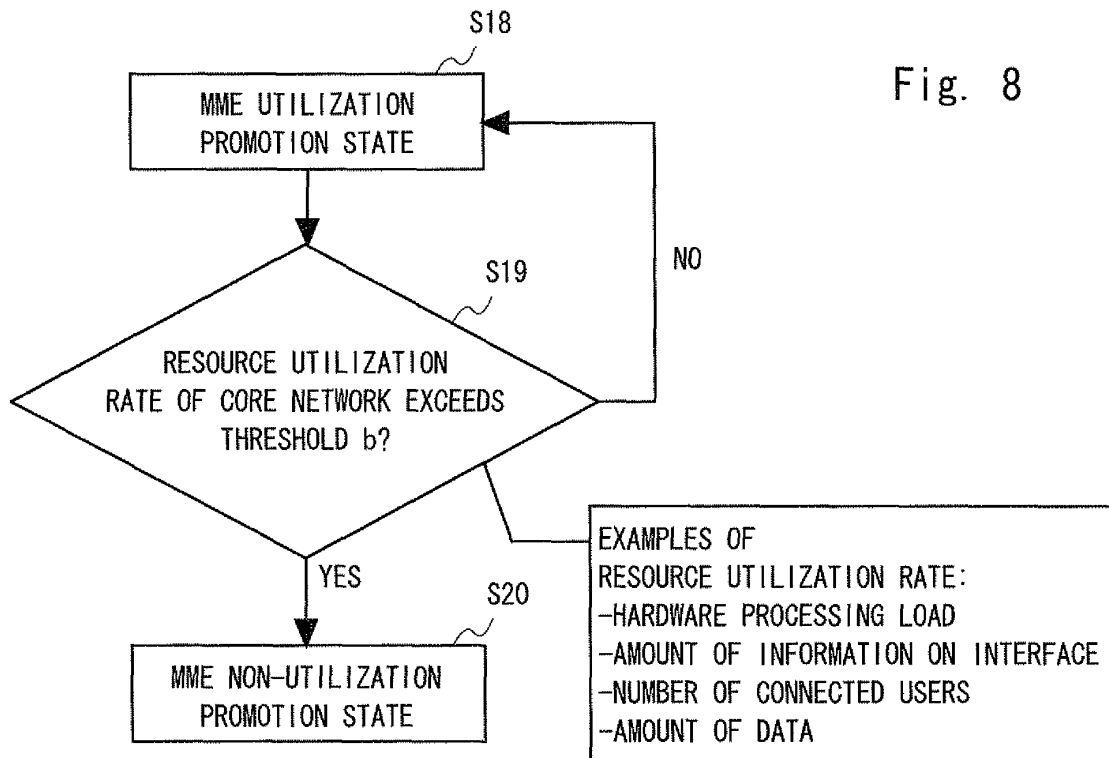 Fig. 8
S18
MME UTILIZATION
PROMOTION STATE
NO
S19
RESOURCE UTILIZATION
RATE OF CORE NETWORK EXCEEDS
THRESHOLD b?
YES
S20
MME NON-UTILIZATION
PROMOTION STATE
EXAMPLES OF
RESOURCE UTILIZATION RATE:
-HARDWARE PROCESSING LOAD
-AMOUNT OF INFORMATION ON INTERFACE
-NUMBER OF CONNECTED USERS
-AMOUNT OF DATA